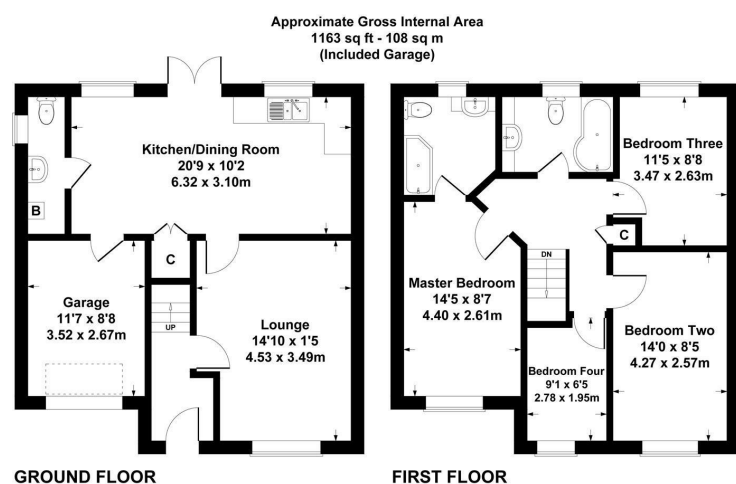 Approximate Gross Internal Area
1163 sq ft - 108 sq m
(Included Garage)
Kitchen/Dining Room
20'9 x 10'2
6.32 x 3.10m
B
C
Garage
11'7 x 8'8
3.52 x 2.67m
UP
Lounge
14'10 x 1'5
4.53 x 3.49m
GROUND FLOOR
Bedroom Three
11'5 x 8'8
3.47 x 2.63m
C
DN
Master Bedroom
14'5 x 8'7
4.40 x 2.61m
Bedroom Two
14'0 x 8'5
4.27 x 2.57m
Bedroom Four
9'1 x 6'5
2.78 x 1.95m
FIRST FLOOR